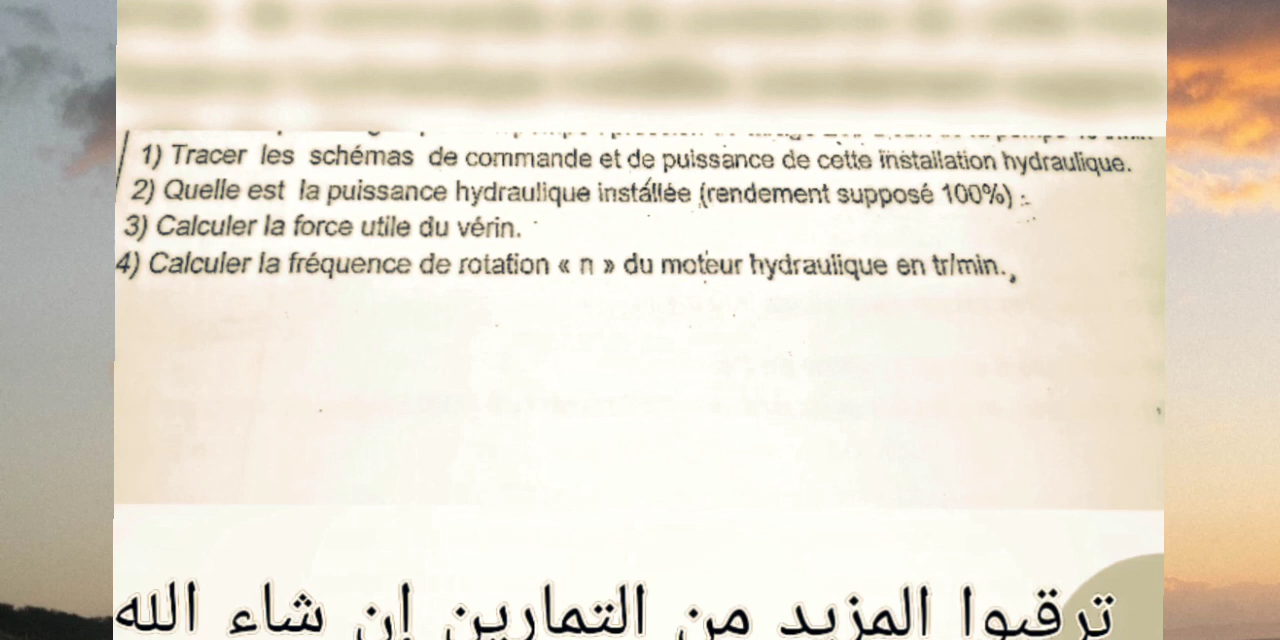 1) Tracer les schémas de commande et de puissance de cette installation hydraulique.
2) Quelle est la puissance hydraulique installée (rendement supposé 100%) :
3) Calculer la force utile du vérin.
4) Calculer la fréquence de rotation « n » du moteur hydraulique en tr/min.
ترقبوا المزيد من التمارين إن شاء الله